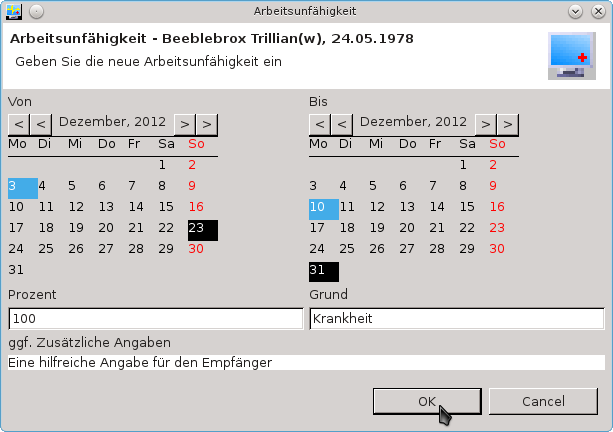 Arbeitsunfähigkeit
Arbeitsunfähigkeit - Beeblebrox Trillian(w), 24.05.1978
Geben Sie die neue Arbeitsunfähigkeit ein
Von
< < Dezember, 2012 > >
Mo Di Mi Do Fr Sa So
1 2
3 4 5 6 7 8 9
10 11 12 13 14 15 16
17 18 19 20 21 22 23
24 25 26 27 28 29 30
31
Bis
< < Dezember, 2012 > >
Mo Di Mi Do Fr Sa So
1 2
3 4 5 6 7 8 9
10 11 12 13 14 15 16
17 18 19 20 21 22 23
24 25 26 27 28 29 30
31
Prozent
100
Grund
Krankheit
ggf. Zusätzliche Angaben
Eine hilfreiche Angabe für den Empfänger
OK
Cancel